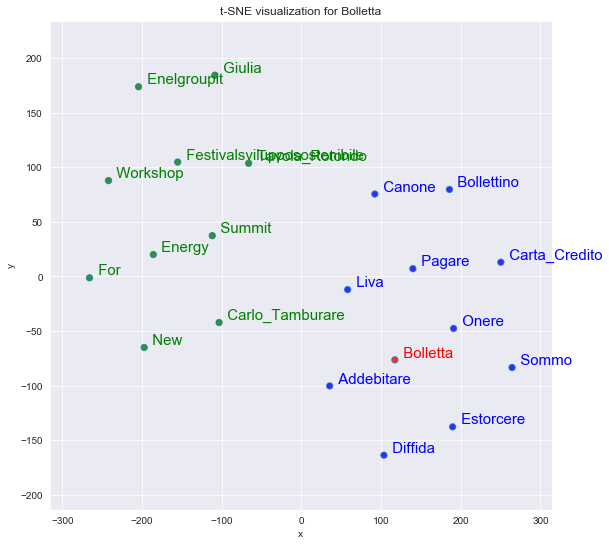 t-SNE visualization for Bolletta
200
150
100
50
0
−50
−100
−150
−200
y
−300
−200
−100
0
100
200
300
x
Giulia
Enelgroupit
Festivalsvilupposostenibile
Tavola_Rotondo
Workshop
Bollettino
Canone
Summit
Energy
Pagare
Carta_Credito
For
Liva
Carlo_Tamburare
Onere
New
Bolletta
Sommo
Addebitare
Estorcere
Diffida